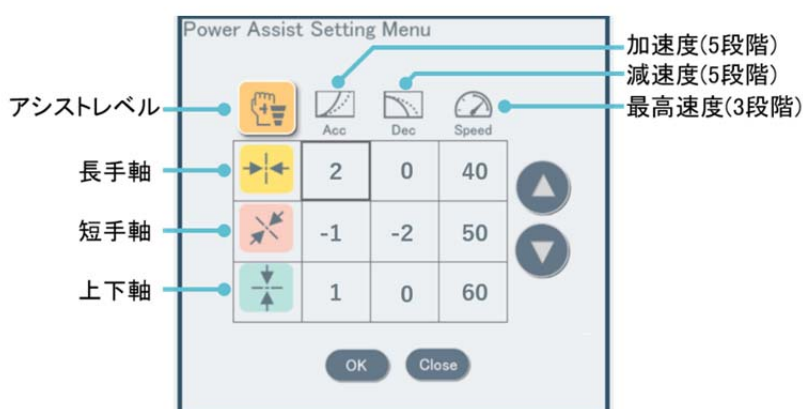 Power Assist Setting Menu
加速度(5段階)
減速度(5段階)
最高速度(3段階)
アシストレベル
Acc Dec Speed
長手軸 2 0 40
短手軸 -1 -2 50
上下軸 1 0 60
OK Close